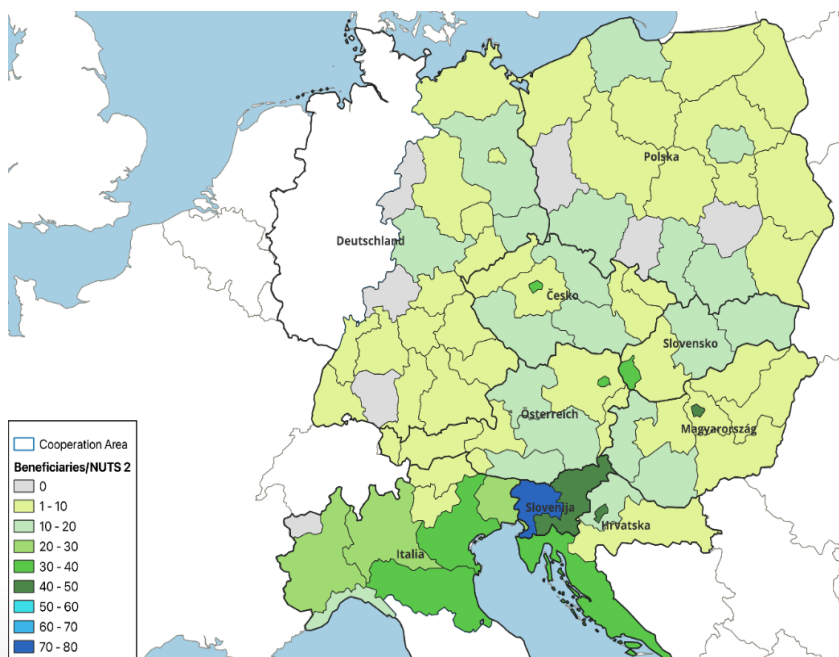 Polska
Deutschland
Česko
Slovensko
Österreich
Magyarország
Slovenija
Hrvatska
Italia
Cooperation Area
Beneficiaries/NUTS 2
0
1 - 10
10 - 20
20 - 30
30 - 40
40 - 50
50 - 60
60 - 70
70 - 80